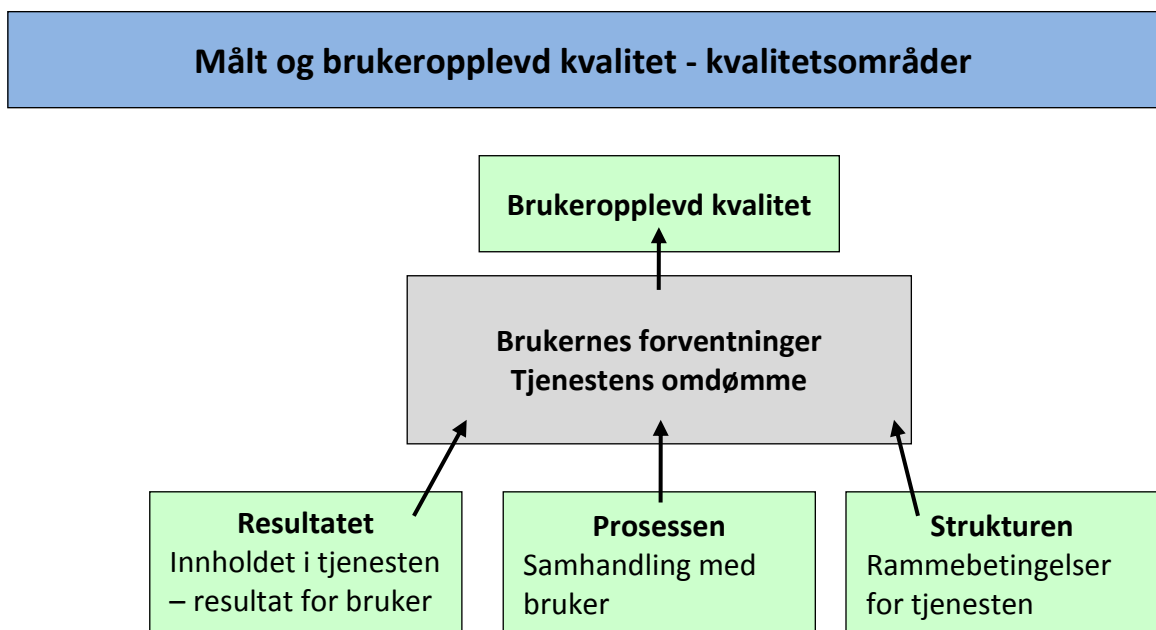 Målt og brukeropplevd kvalitet - kvalitetsområder
Brukeropplevd kvalitet
Brukernes forventninger
Tjenestens omdømme
Resultatet
Innholdet i tjenesten
– resultat for bruker
Prosessen
Samhandling med
bruker
Strukturen
Rammebetingelser
for tjenesten